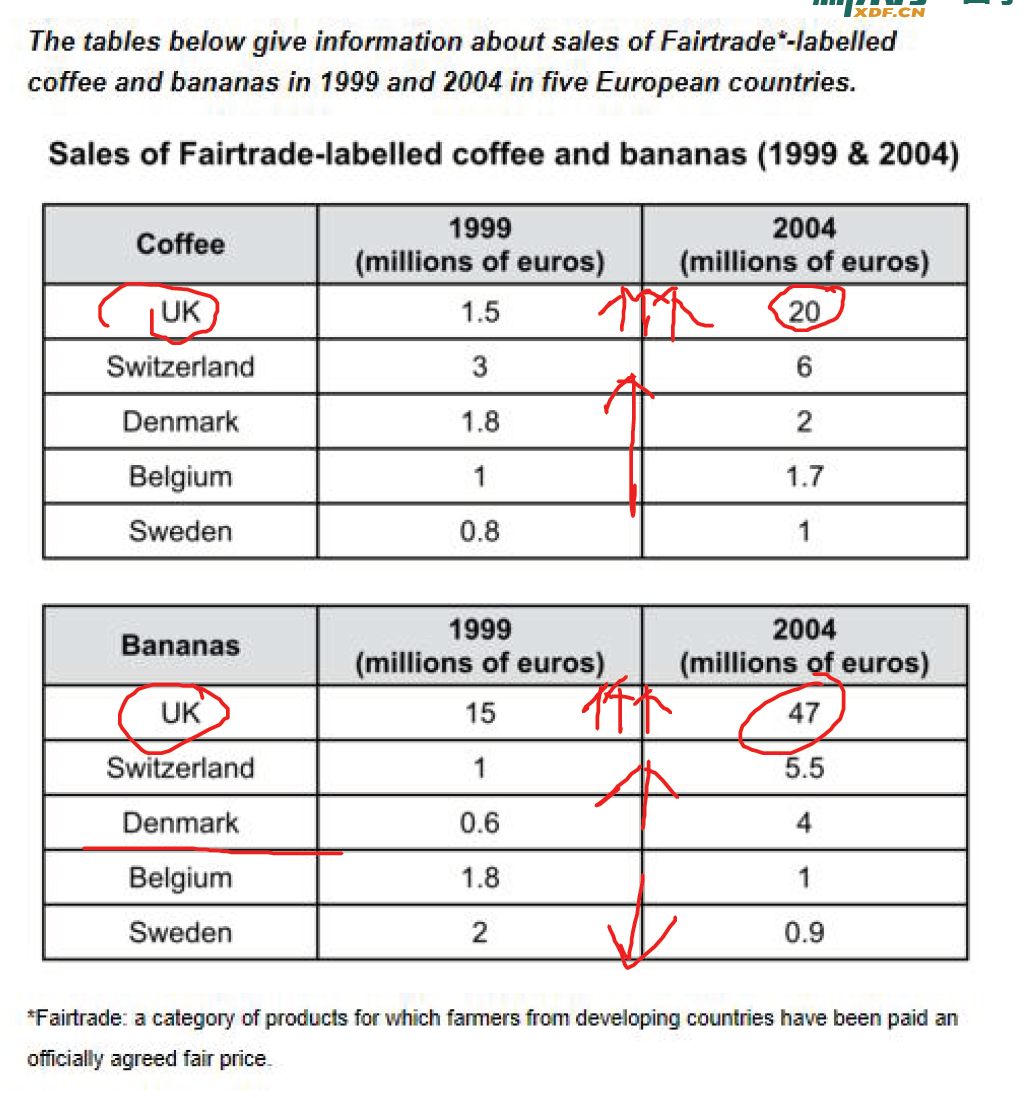 XDF.CN
The tables below give information about sales of Fairtrade*-labelled
coffee and bananas in 1999 and 2004 in five European countries.
Sales of Fairtrade-labelled coffee and bananas (1999 & 2004)
Coffee 1999 (millions of euros) 2004 (millions of euros)
UK 1.5 20
Switzerland 3 6
Denmark 1.8 2
Belgium 1 1.7
Sweden 0.8 1
Bananas 1999 (millions of euros) 2004 (millions of euros)
UK 15 47
Switzerland 1 5.5
Denmark 0.6 4
Belgium 1.8 1
Sweden 2 0.9
*Fairtrade: a category of products for which farmers from developing countries have been paid an
officially agreed fair price.